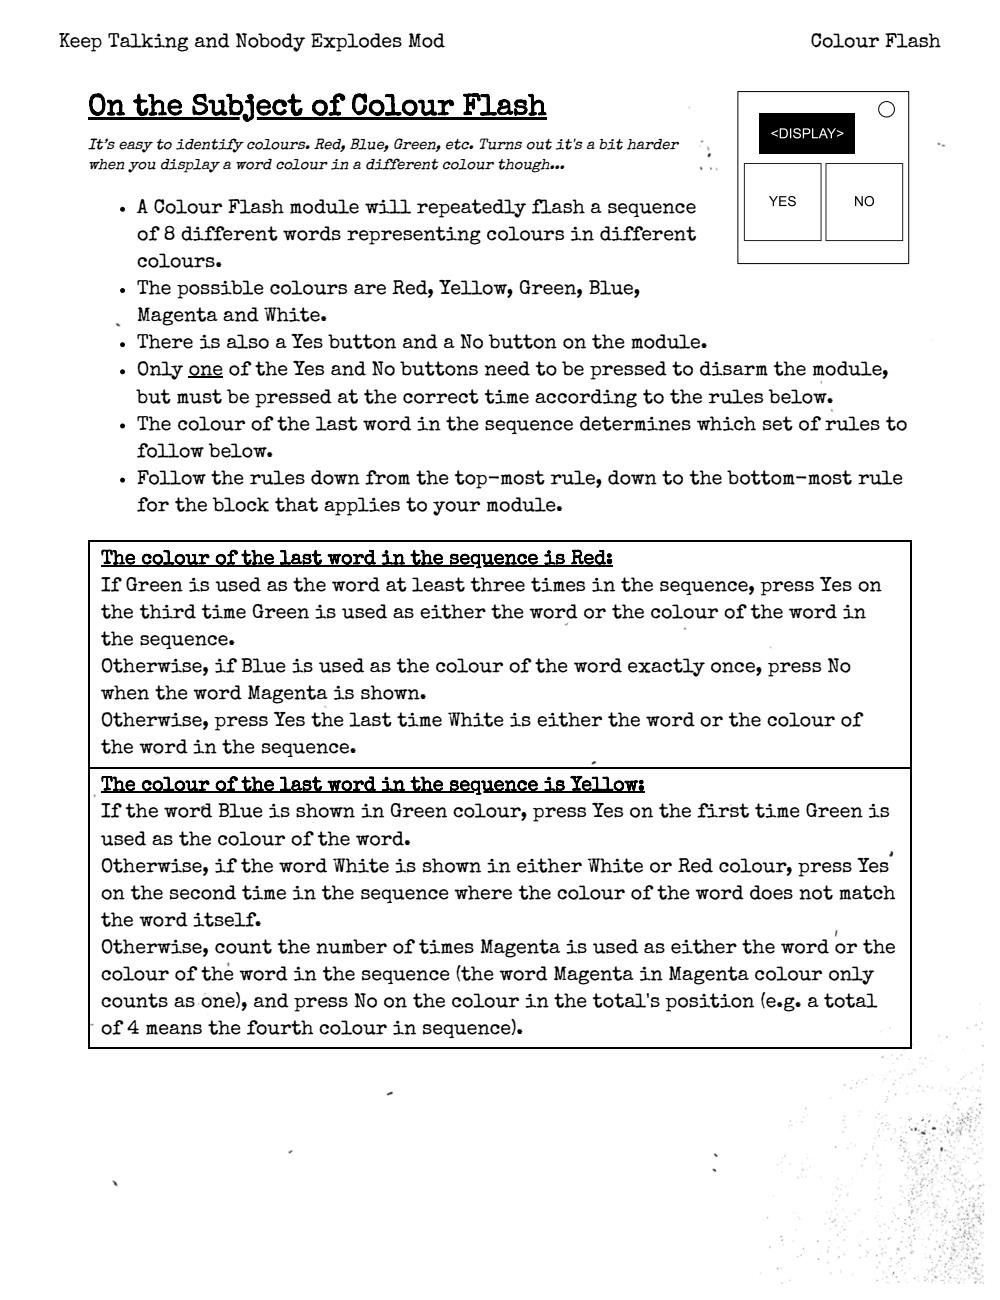 Keep Talking and Nobody Explodes Mod
Colour Flash
On the Subject of Colour Flash
It's easy to identify colours. Red, Blue, Green, etc. Turns out it's a bit harder
when you display a word colour in a different colour though…
<DISPLAY>
YES
NO
• A Colour Flash module will repeatedly flash a sequence
of 8 different words representing colours in different
colours.
• The possible colours are Red, Yellow, Green, Blue,
Magenta and White.
• There is also a Yes button and a No button on the module.
• Only one of the Yes and No buttons need to be pressed to disarm the module,
but must be pressed at the correct time according to the rules below.
• The colour of the last word in the sequence determines which set of rules to
follow below.
• Follow the rules down from the top-most rule, down to the bottom-most rule
for the block that applies to your module.
The colour of the last word in the sequence is Red:
If Green is used as the word at least three times in the sequence, press Yes on
the third time Green is used as either the word or the colour of the word in
the sequence.
Otherwise, if Blue is used as the colour of the word exactly once, press No
when the word Magenta is shown.
Otherwise, press Yes the last time White is either the word or the colour of
the word in the sequence.
The colour of the last word in the sequence is Yellow:
If the word Blue is shown in Green colour, press Yes on the first time Green is
used as the colour of the word.
Otherwise, if the word White is shown in either White or Red colour, press Yes
on the second time in the sequence where the colour of the word does not match
the word itself.
Otherwise, count the number of times Magenta is used as either the word or the
colour of the word in the sequence (the word Magenta in Magenta colour only
counts as one), and press No on the colour in the total's position (e.g. a total
of 4 means the fourth colour in sequence).